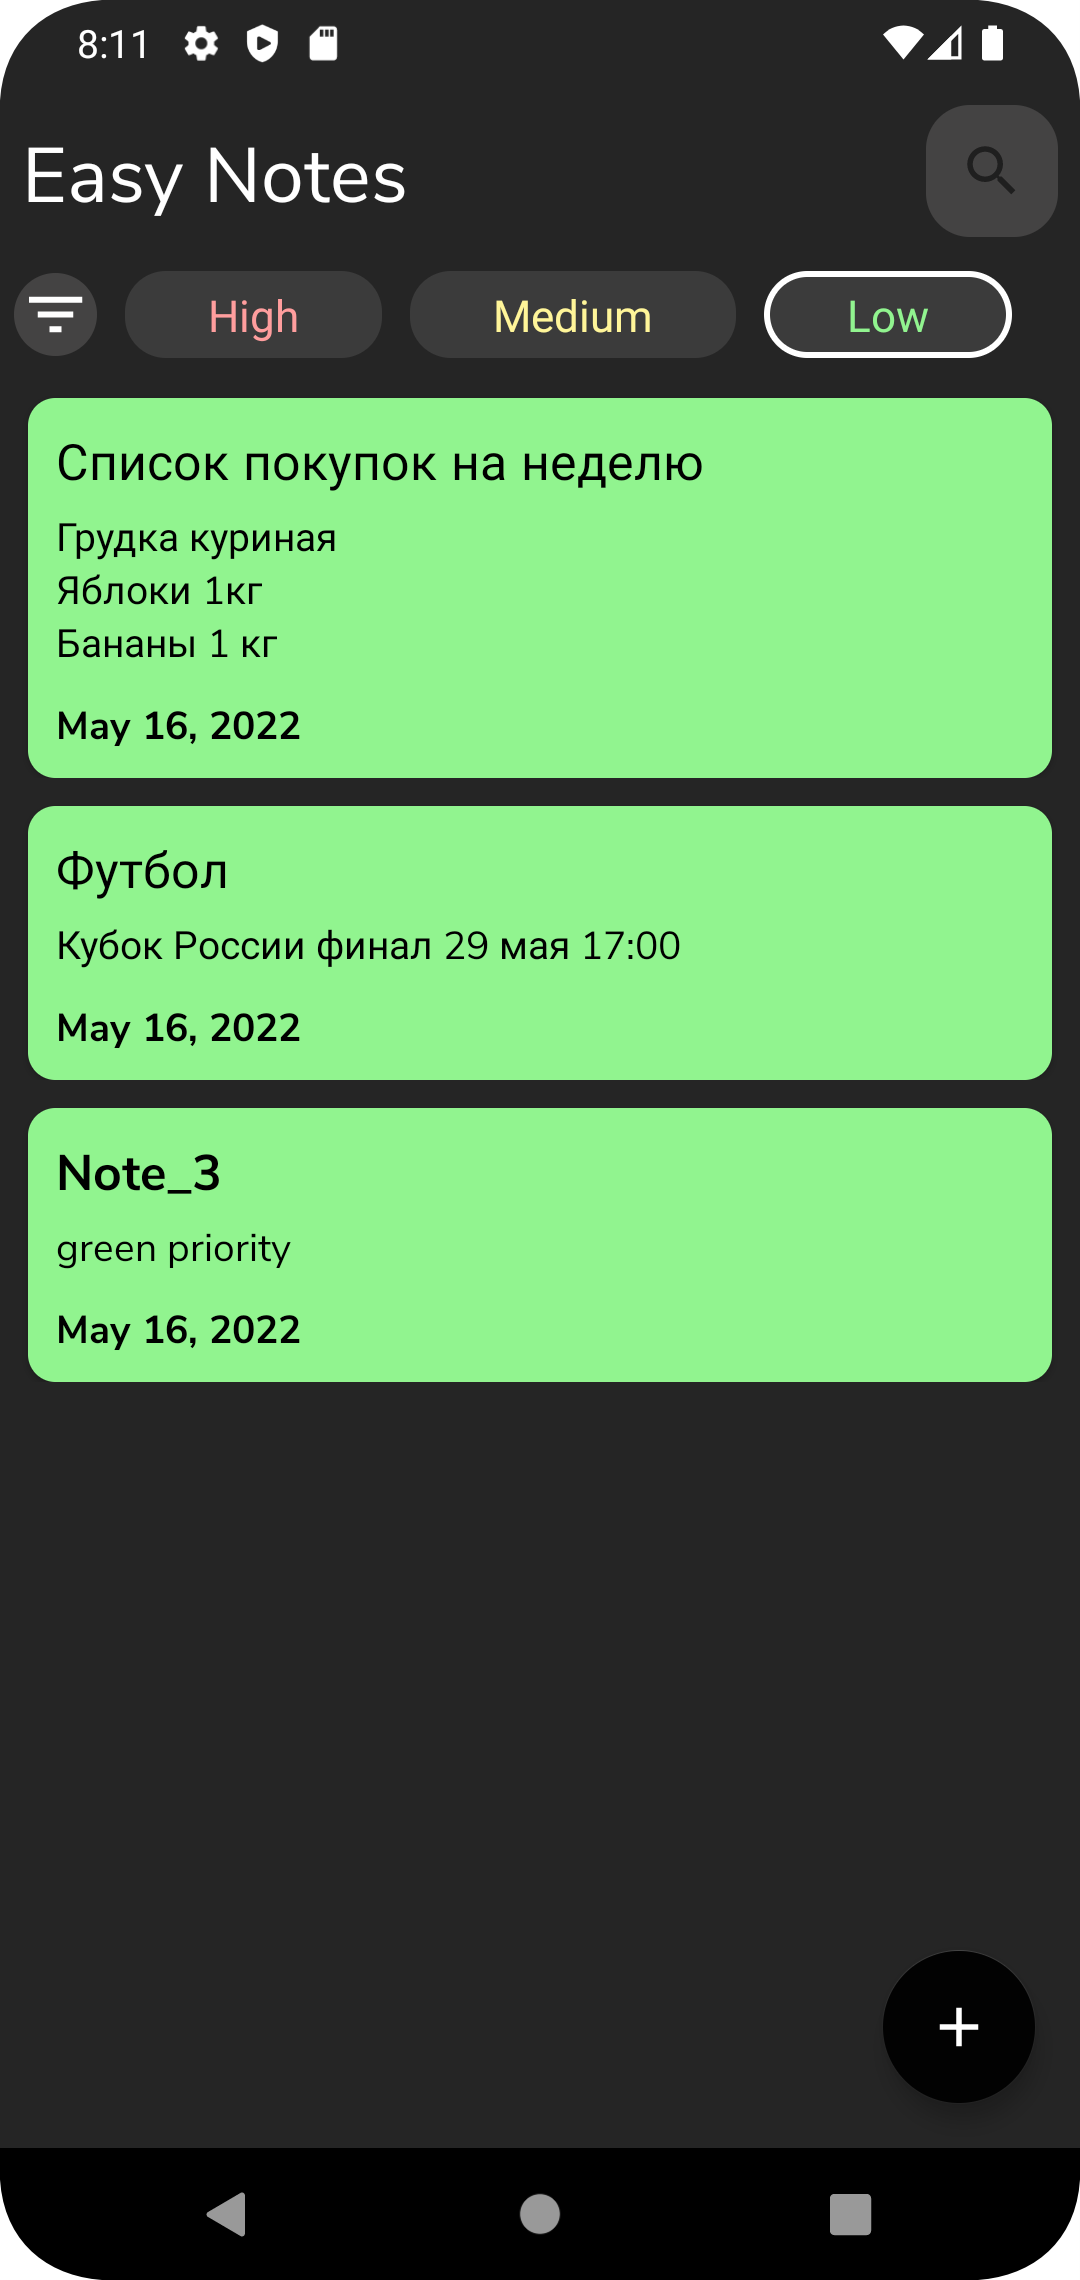 8:11
Easy Notes
High Medium Low
Список покупок на неделю
Грудка куриная
Яблоки 1кг
Бананы 1 кг
May 16, 2022
Футбол
Кубок России финал 29 мая 17:00
May 16, 2022
Note_3
green priority
May 16, 2022